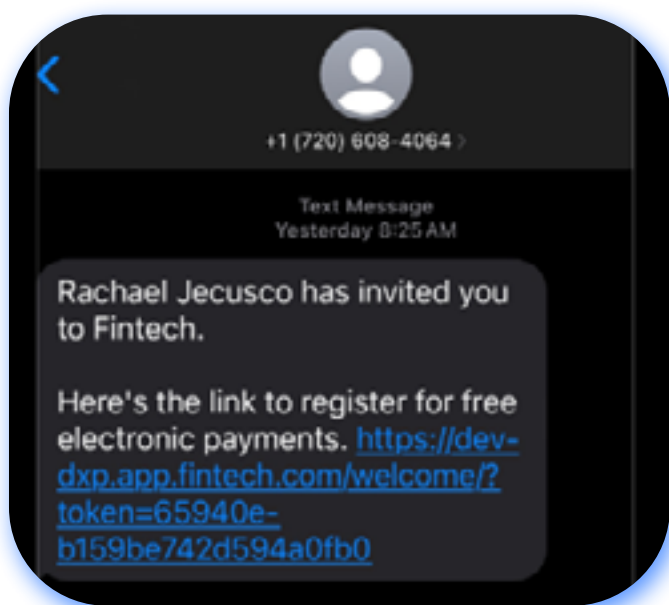 +1 (720) 608-4064 >
Text Message
Yesterday 8:25 AM
Rachael Jecusco has invited you
to Fintech.
Here's the link to register for free
electronic payments. https://dev-
dxp.app.fintech.com/welcome/?
token=65940e-
b159be742d594a0fb0